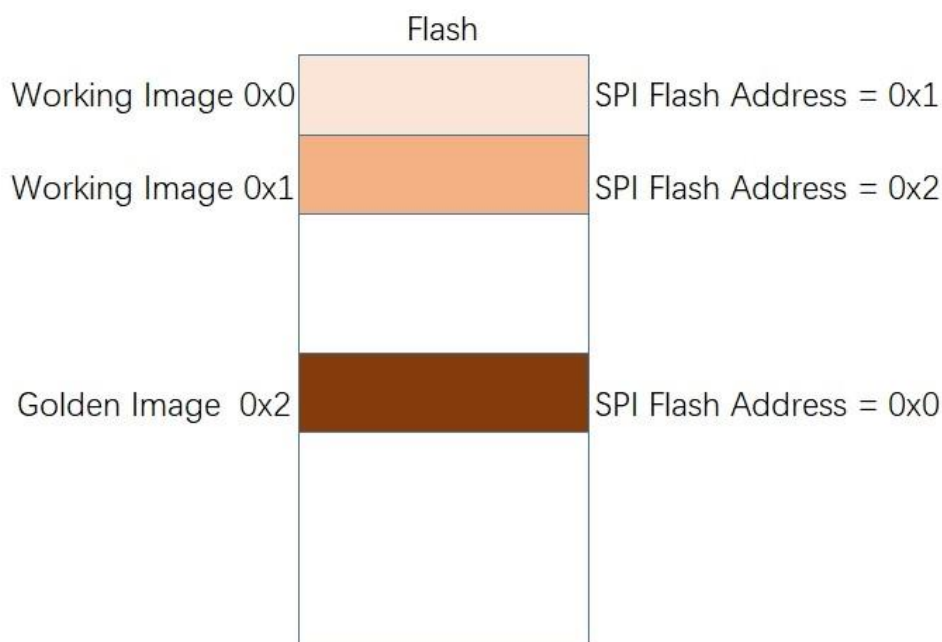 Flash
Working Image 0x0
SPI Flash Address = 0x1
Working Image 0x1
SPI Flash Address = 0x2
Golden Image 0x2
SPI Flash Address = 0x0